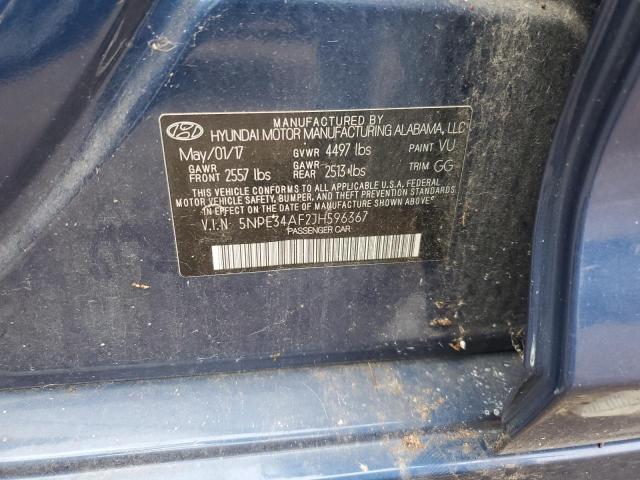 MANUFACTURED BY
HYUNDAI MOTOR MANUFACTURING ALABAMA, LLC
May/01/17 GVWR 4497 lbs PAINT VU
GAWR FRONT 2557 lbs GAWR REAR 2513 lbs TRIM GG
THIS VEHICLE CONFORMS TO ALL APPLICABLE U.S.A. FEDERAL
MOTOR VEHICLE SAFETY, BUMPER, AND THEFT PREVENTION
STANDARDS IN EFFECT ON THE DATE OF MANUFACTURE SHOWN ABOVE.
V.I.N 5NPE34AF2JH596367
PASSENGER CAR